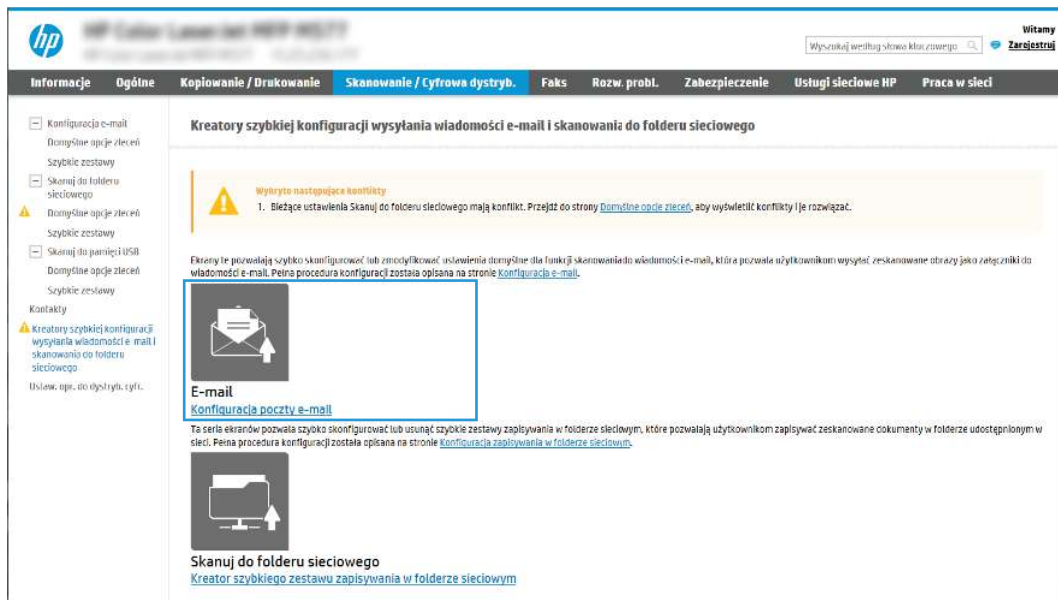 hp
Witamy
Wyszukaj według słowa kluczowego
Zarejestruj
Informacje Ogólne Kopiowanie / Drukowanie Skanowanie / Cyfrowa dystryb. Faks Rozw. probl. Zabezpieczenie Usługi sieciowe HP Praca w sieci
Konfiguracja e-mail
Domyślne opcje zleceń
Szybkie zestawy
Skanuj do folderu
sieciowego
Domyślne opcje zleceń
Szybkie zestawy
Skanuj do pamięci USB
Domyślne opcje zleceń
Szybkie zestawy
Kontakty
Kreatory szybkiej konfiguracji
wysyłania wiadomości e-mail i
skanowania do folderu
sieciowego
Ustaw. opr. do dystryb. cyfr.
Kreatory szybkiej konfiguracji wysyłania wiadomości e-mail i skanowania do folderu sieciowego
Wykryto następujące konflikty
1. Bieżące ustawienia Skanuj do folderu sieciowego mają konflikt. Przejdź do strony Domyślne opcje zleceń, aby wyświetlić konflikty i je rozwiązać.
Ekrany te pozwalają szybko skonfigurować lub zmodyfikować ustawienia domyślne dla funkcji skanowaniado wiadomości e-mail, która pozwala użytkownikom wysyłać zeskanowane obrazy jako załączniki do
wiadomości e-mail. Pełna procedura konfiguracji została opisana na stronie Konfiguracja e-mail.
E-mail
Konfiguracja poczty e-mail
Ta seria ekranów pozwala szybko skonfigurować lub usunąć szybkie zestawy zapisywania w folderze sieciowym, które pozwalają użytkownikom zapisywać zeskanowane dokumenty w folderze udostępnionym w
sieci. Pełna procedura konfiguracji została opisana na stronie Konfiguracja zapisywania w folderze sieciowym.
Skanuj do folderu sieciowego
Kreator szybkiego zestawu zapisywania w folderze sieciowym